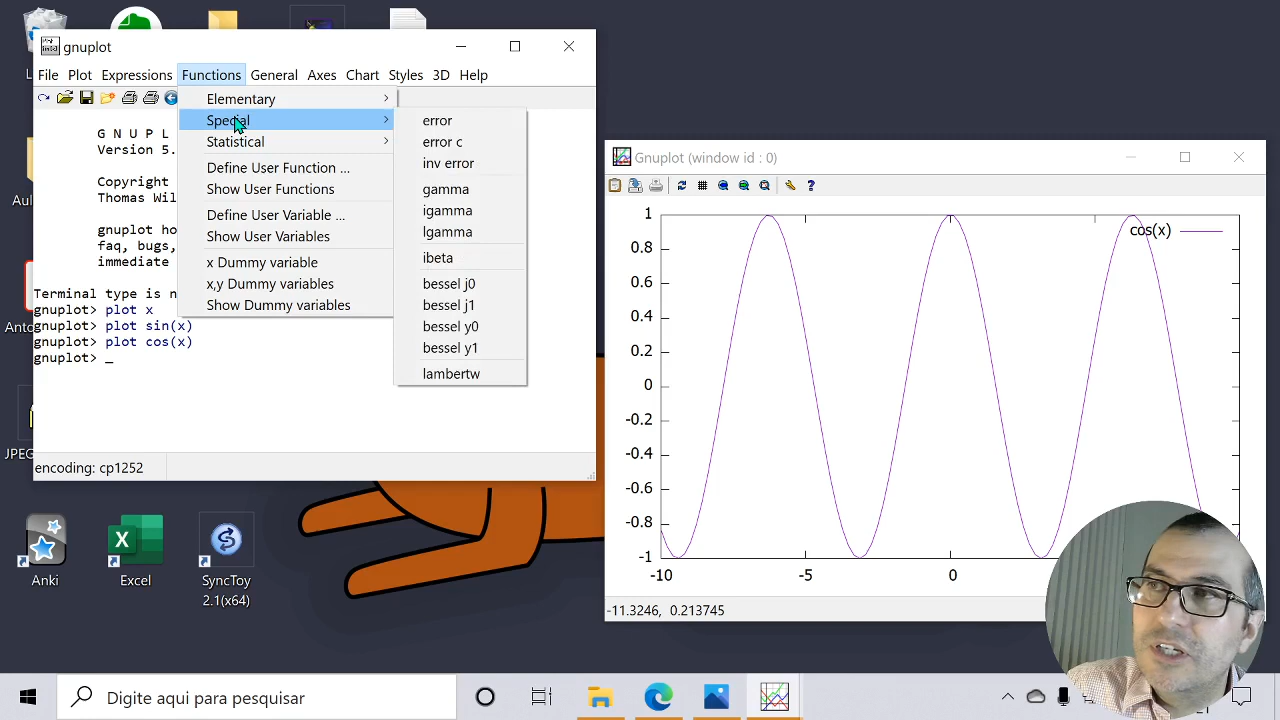 gnuplot
File Plot Expressions Functions General Axes Chart Styles 3D Help
Elementary
Special
Statistical
Define User Function ...
Show User Functions
Define User Variable ...
Show User Variables
x Dummy variable
x,y Dummy variables
Show Dummy variables
error
error c
inv error
gamma
igamma
lgamma
ibeta
bessel j0
bessel j1
bessel y0
bessel y1
lambertw
G N U P L
Version 5.
Copyright
Thomas Wil
gnuplot ho
faq, bugs,
immediate
Terminal type is n
gnuplot> plot x
gnuplot> plot sin(x)
gnuplot> plot cos(x)
gnuplot> _
encoding: cp1252
Gnuplot (window id : 0)
cos(x)
1
0.8
0.6
0.4
0.2
0
-0.2
-0.4
-0.6
-0.8
-1
-10
-5
0
-11.3246, 0.213745
Anki
Excel
SyncToy
2.1(x64)
Digite aqui para pesquisar